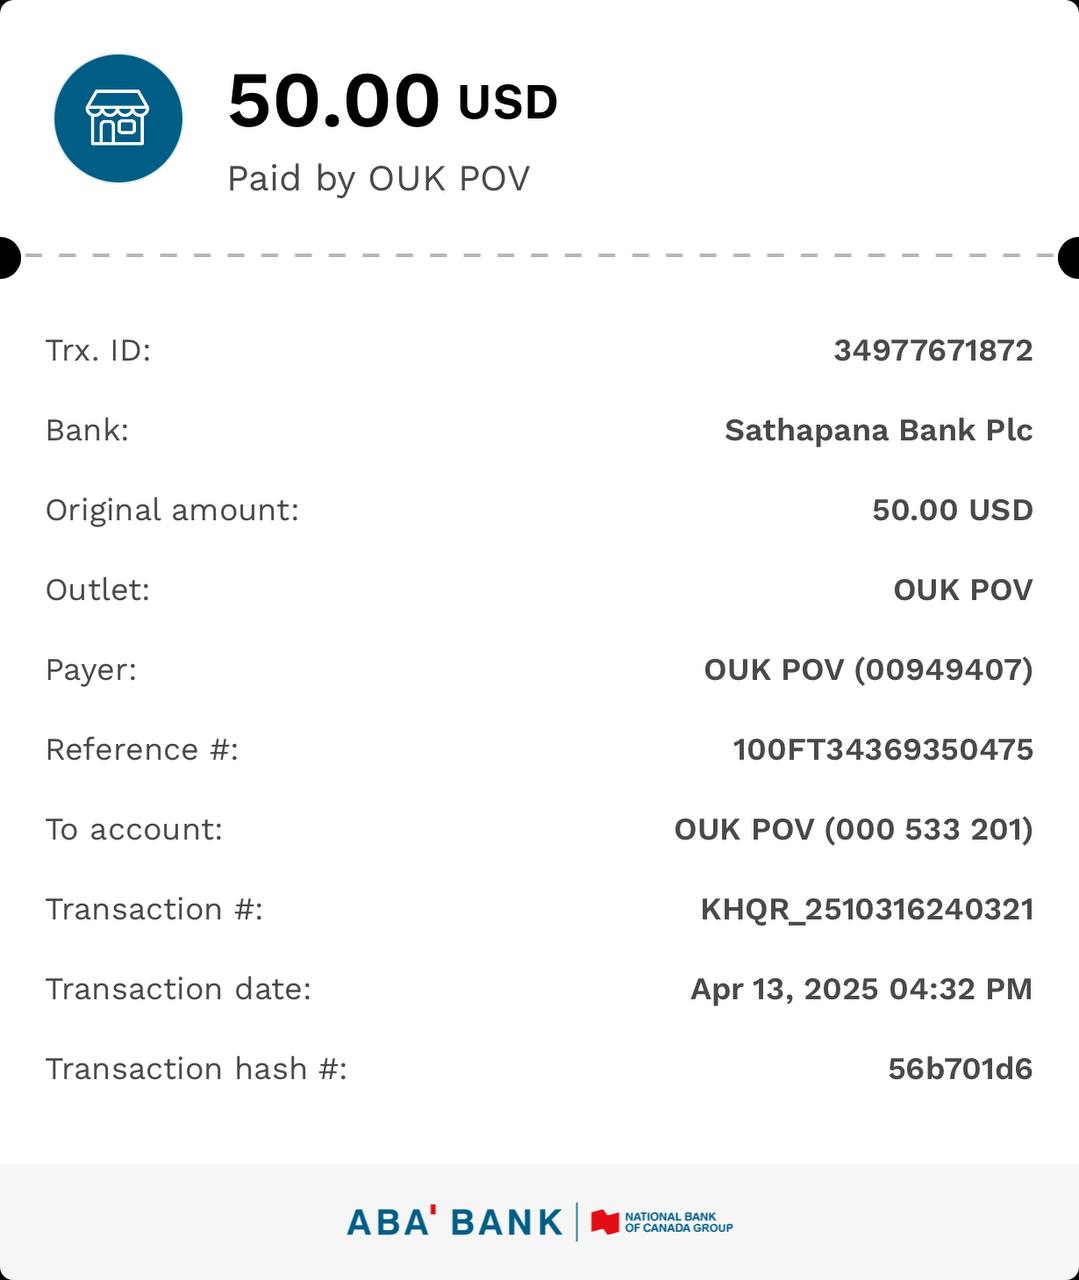 50.00 USD
Paid by OUK POV
Trx. ID: 34977671872
Bank: Sathapana Bank Plc
Original amount: 50.00 USD
Outlet: OUK POV
Payer: OUK POV (00949407)
Reference #: 100FT34369350475
To account: OUK POV (000 533 201)
Transaction #: KHQR_2510316240321
Transaction date: Apr 13, 2025 04:32 PM
Transaction hash #: 56b701d6
ABA' BANK
NATIONAL BANK
OF CANADA GROUP